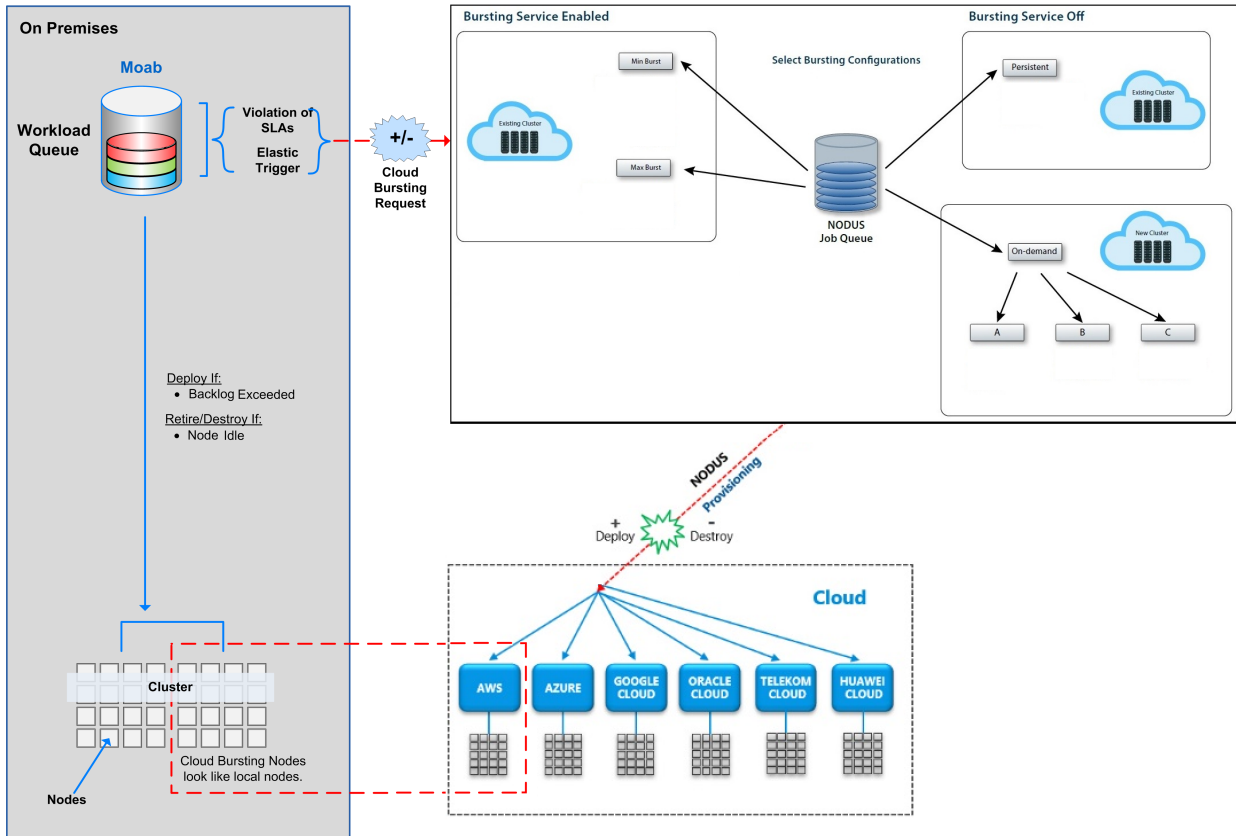 On Premises
Moab
Workload
Queue
Violation of
SLAs
Elastic
Trigger
+/-
Cloud
Bursting
Request
Bursting Service Enabled
Bursting Service Off
Select Bursting Configurations
Min Burst
Existing Cluster
Max Burst
NODUS
Job Queue
Persistent
Existing Cluster
On-demand
New Cluster
A
B
C
Deploy If:
• Backlog Exceeded
Retire/Destroy If:
• Node Idle
NODUS
Provisioning
+
Deploy
-
Destroy
Cloud
AWS
AZURE
GOOGLE
CLOUD
ORACLE
CLOUD
TELEKOM
CLOUD
HUAWEI
CLOUD
Cluster
Cloud Bursting Nodes
look like local nodes.
Nodes